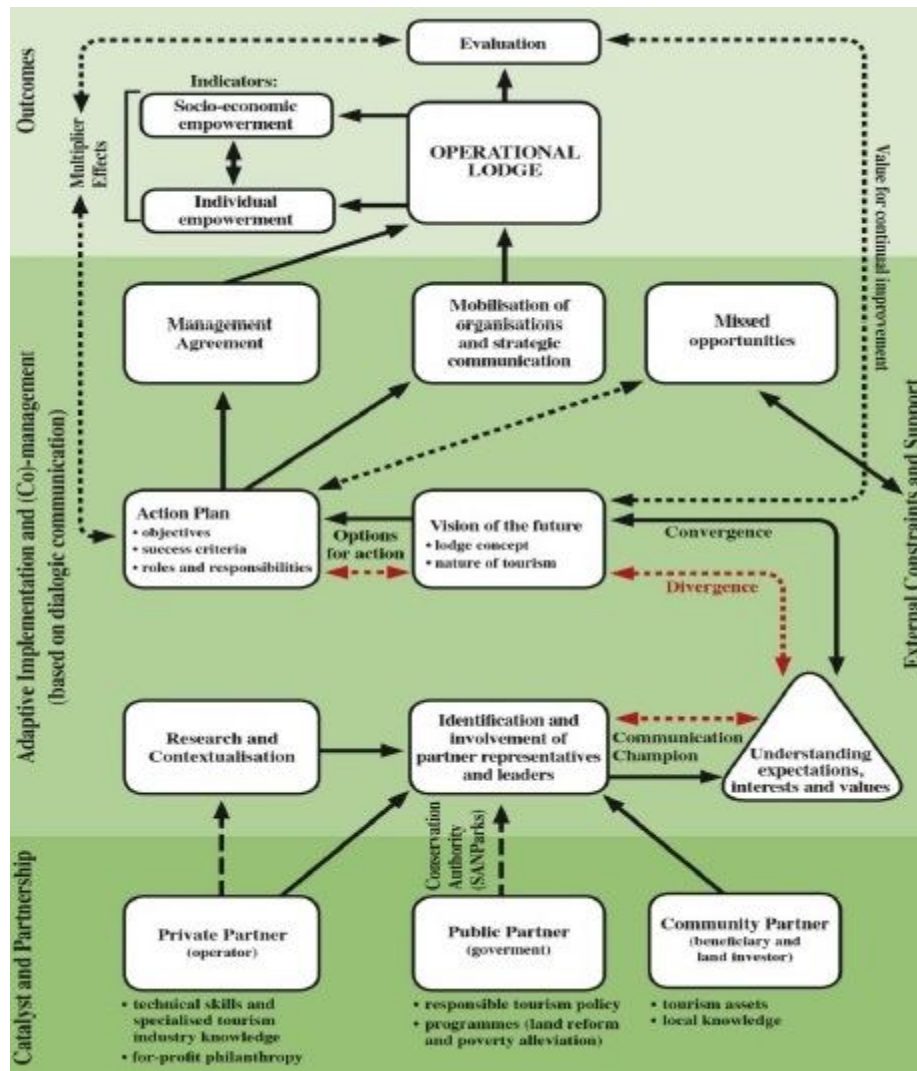 Outcomes
Evaluation
Indicators:
Socio-economic
empowerment
Individual
empowerment
OPERATIONAL
LODGE
Multiplier
Effects
Value for continual improvement
Adaptive Implementation and (Co)-management
(based on dialogic communication)
Management
Agreement
Mobilisation of
organisations
and strategic
communication
Missed
opportunities
External Constraints and Support
Action Plan
• objectives
• success criteria
• roles and responsibilities
Options
for action
Vision of the future
• lodge concept
• nature of tourism
Convergence
Divergence
Research and
Contextualisation
Identification and
involvement of
partner representatives
and leaders
Communication
Champion
Understanding
expectations,
interests and values
Catalyst and Partnership
Conservation
Authority
(SANParks)
Private Partner
(operator)
• technical skills and
specialised tourism
industry knowledge
• for-profit philanthropy
Public Partner
(goverment)
• responsible tourism policy
• programmes (land reform
and poverty alleviation)
Community Partner
(beneficiary and
land investor)
• tourism assets
• local knowledge